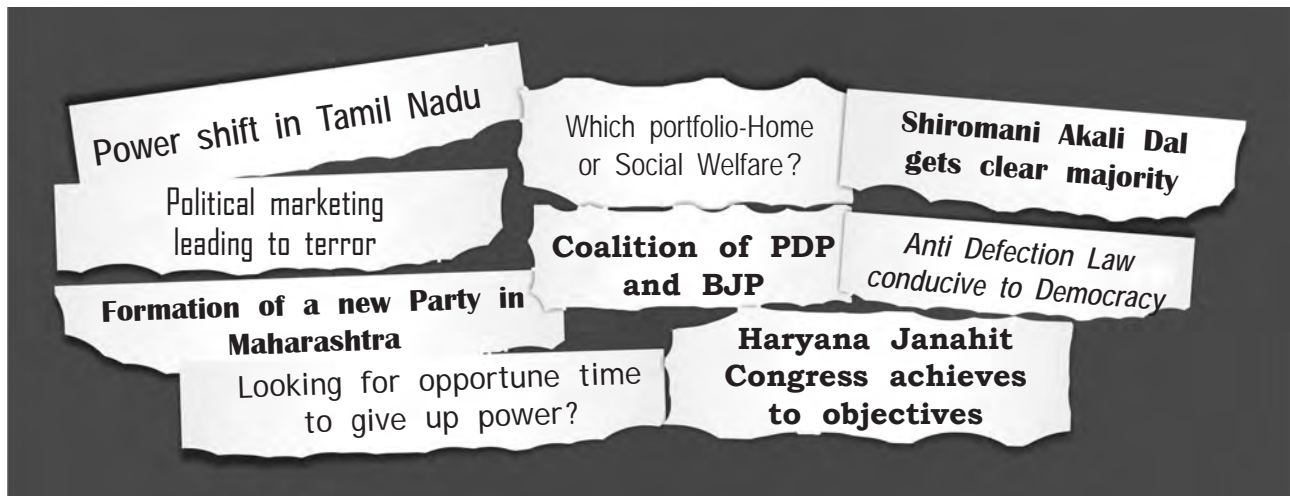 Power shift in Tamil Nadu
Which portfolio-Home
or Social Welfare?
Shiromani Akali Dal
gets clear majority
Political marketing
leading to terror
Coalition of PDP
and BJP
Anti Defection Law
conducive to Democracy
Formation of a new Party in
Maharashtra
Looking for opportune time
to give up power?
Haryana Janahit
Congress achieves
to objectives